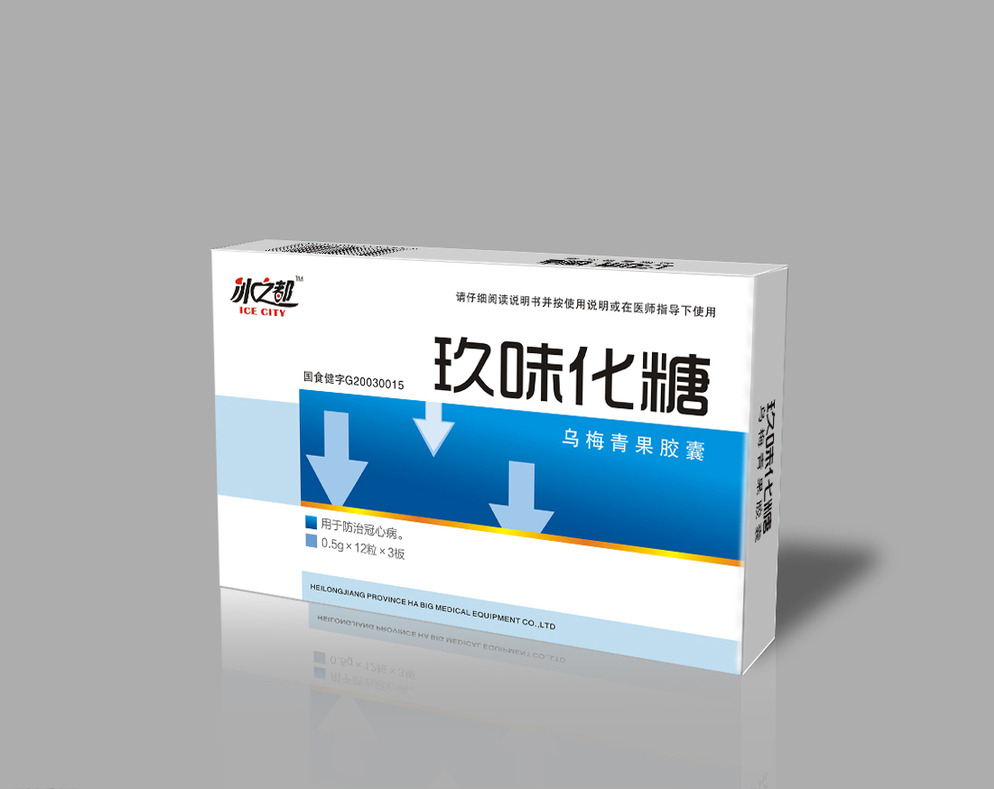 冰之都™
ICE CITY
请仔细阅读说明书并按使用说明或在医师指导下使用
玖味化糖
国食健字G20030015
乌梅青果胶囊
用于防治冠心病。
0.5g×12粒×3板
HEILONGJIANG PROVINCE HA BIG MEDICAL EQUIPMENT CO.,LTD
玖味化糖
乌梅青果胶囊